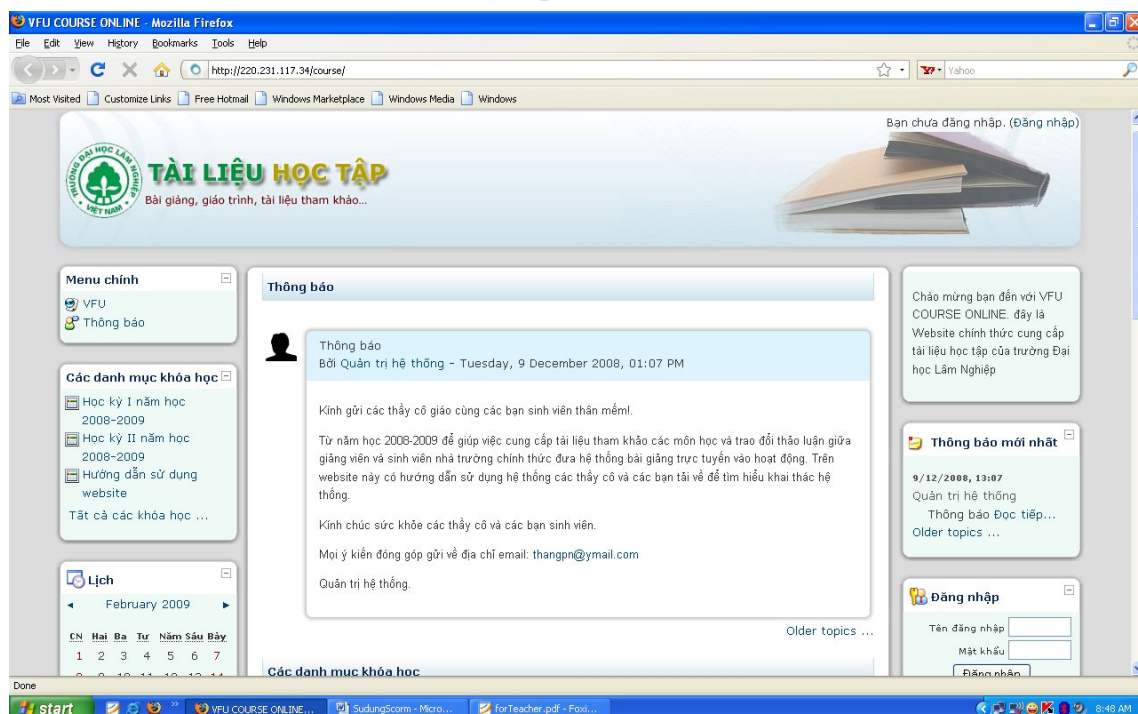 VFU COURSE ONLINE - Mozilla Firefox
File Edit View History Bookmarks Tools Help
http://220.231.117.34/course/
Yahoo
Most Visited Customize Links Free Hotmail Windows Marketplace Windows Media Windows
Bạn chưa đăng nhập. (Đăng nhập)
TRƯỜNG ĐẠI HỌC LÂM NGHIỆP
VIỆT NAM
TÀI LIỆU HỌC TẬP
Bài giảng, giáo trình, tài liệu tham khảo...
Menu chính
VFU
Thông báo
Các danh mục khóa học
Học kỳ I năm học
2008-2009
Học kỳ II năm học
2008-2009
Hướng dẫn sử dụng
website
Tất cả các khóa học ...
Lịch
February 2009
CN Hai Ba Tư Năm Sáu Bảy
1 2 3 4 5 6 7
8 9 10 11 12 13 14
Thông báo
Thông báo
Bởi Quản trị hệ thống - Tuesday, 9 December 2008, 01:07 PM
Kính gửi các thầy cô giáo cùng các bạn sinh viên thân mếm!.
Từ năm học 2008-2009 để giúp việc cung cấp tài liệu tham khảo các môn học và trao đổi thảo luận giữa
giảng viên và sinh viên nhà trường chính thức đưa hệ thống bài giảng trực tuyến vào hoạt động. Trên
website này có hướng dẫn sử dụng hệ thống các thầy cô và các bạn tải về để tìm hiểu khai thác hệ
thống.
Kính chúc sức khỏe các thầy cô và các bạn sinh viên.
Mọi ý kiến đóng góp gửi về địa chỉ email: thangpn@ymail.com
Quản trị hệ thống.
Older topics ...
Các danh mục khóa học
Chào mừng bạn đến với VFU
COURSE ONLINE. đây là
Website chính thức cung cấp
tài liệu học tập của trường Đại
học Lâm Nghiệp
Thông báo mới nhất
9/12/2008, 13:07
Quản trị hệ thống
Thông báo Đọc tiếp...
Older topics ...
Đăng nhập
Tên đăng nhập
Mật khẩu
Đăng nhập
Done
start
VFU COURSE ONLINE...
SudungScorm - Micro...
forTeacher.pdf - Foxi...
8:48 AM